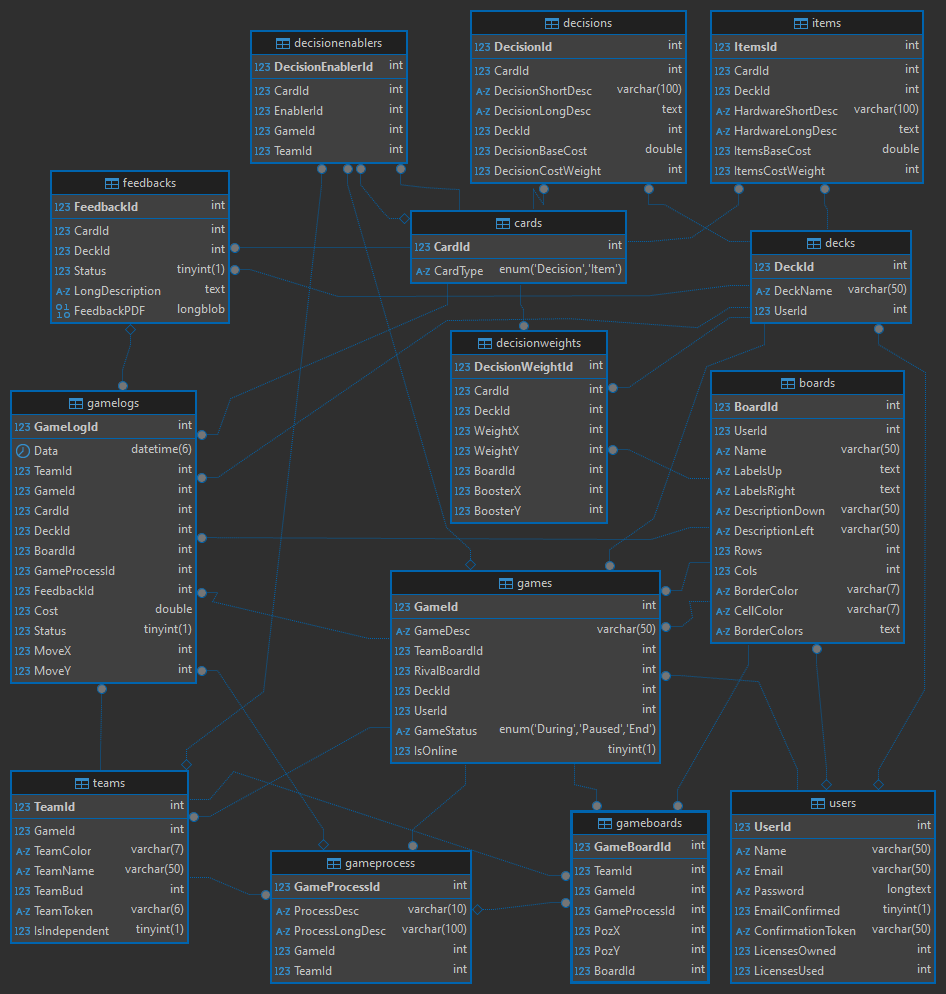 decisionenablers
123 DecisionEnablerId int
123 CardId int
123 EnablerId int
123 GameId int
123 TeamId int
decisions
123 DecisionId int
123 CardId int
A-Z DecisionShortDesc varchar(100)
A-Z DecisionLongDesc text
123 DeckId int
123 DecisionBaseCost double
123 DecisionCostWeight int
items
123 ItemsId int
123 CardId int
123 DeckId int
A-Z HardwareShortDesc varchar(100)
A-Z HardwareLongDesc text
123 ItemsBaseCost double
123 ItemsCostWeight int
feedbacks
123 FeedbackId int
123 CardId int
123 DeckId int
123 Status tinyint(1)
A-Z LongDescription text
010 FeedbackPDF longblob
cards
123 CardId int
A-Z CardType enum('Decision','Item')
decks
123 DeckId int
A-Z DeckName varchar(50)
123 UserId int
decisionweights
123 DecisionWeightId int
123 CardId int
123 DeckId int
123 WeightX int
123 WeightY int
123 BoardId int
123 BoosterX int
123 BoosterY int
boards
123 BoardId int
123 UserId int
A-Z Name varchar(50)
A-Z LabelsUp text
A-Z LabelsRight text
A-Z DescriptionDown varchar(50)
A-Z DescriptionLeft varchar(50)
123 Rows int
123 Cols int
A-Z BorderColor varchar(7)
A-Z CellColor varchar(7)
A-Z BorderColors text
gamelogs
123 GameLogId int
Data datetime(6)
123 TeamId int
123 GameId int
123 CardId int
123 DeckId int
123 BoardId int
123 GameProcessId int
123 FeedbackId int
123 Cost double
123 Status tinyint(1)
123 MoveX int
123 MoveY int
games
123 GameId int
A-Z GameDesc varchar(50)
123 TeamBoardId int
123 RivalBoardId int
123 DeckId int
123 UserId int
A-Z GameStatus enum('During','Paused','End')
123 IsOnline tinyint(1)
teams
123 TeamId int
123 GameId int
A-Z TeamColor varchar(7)
A-Z TeamName varchar(50)
123 TeamBud int
A-Z TeamToken varchar(6)
123 IsIndependent tinyint(1)
gameprocess
123 GameProcessId int
A-Z ProcessDesc varchar(10)
A-Z ProcessLongDesc varchar(100)
123 GameId int
123 TeamId int
gameboards
123 GameBoardId int
123 TeamId int
123 GameId int
123 GameProcessId int
123 PozX int
123 PozY int
123 BoardId int
users
123 UserId int
A-Z Name varchar(50)
A-Z Email varchar(50)
A-Z Password longtext
123 EmailConfirmed tinyint(1)
A-Z ConfirmationToken varchar(50)
123 LicensesOwned int
123 LicensesUsed int